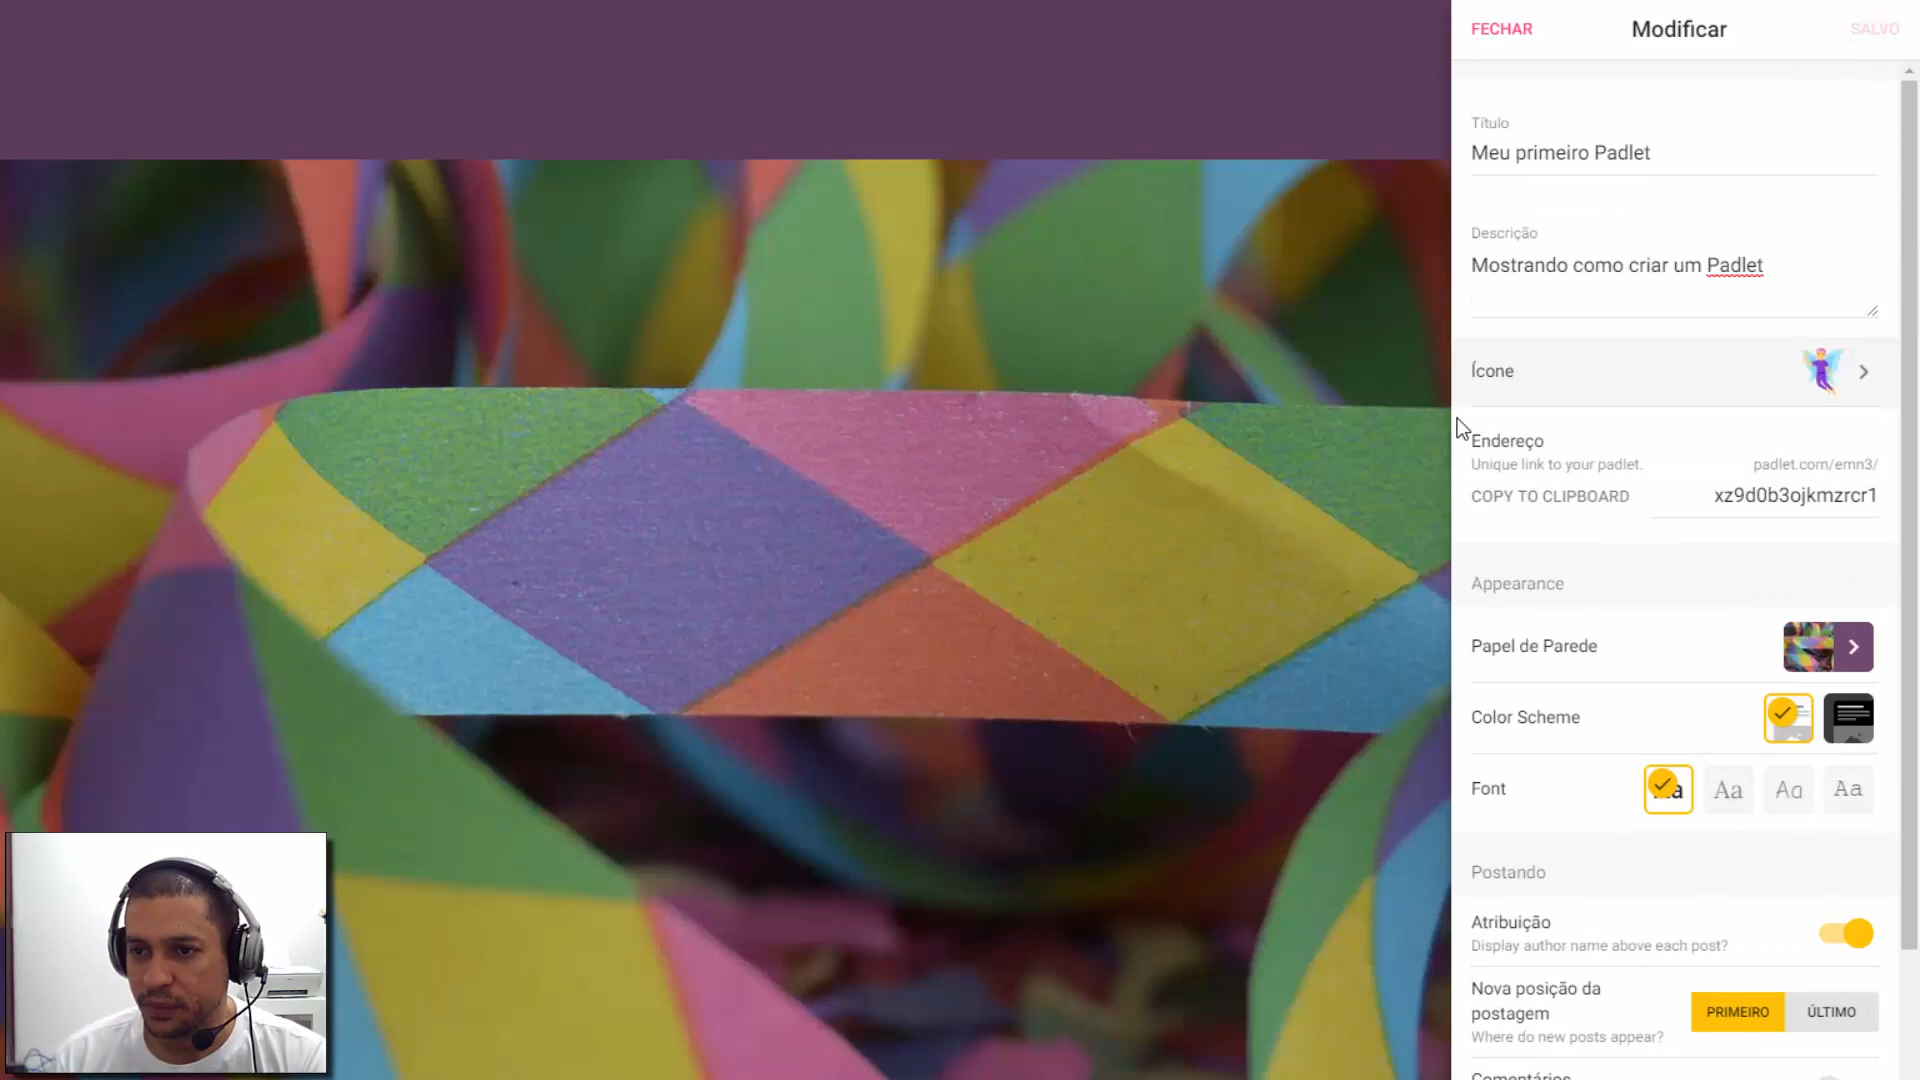 FECHAR
Modificar
SALVO
Título
Meu primeiro Padlet
Descrição
Mostrando como criar um Padlet
Ícone
Endereço
Unique link to your padlet.
padlet.com/emn3/
COPY TO CLIPBOARD
xz9d0b3ojkmzrcr1
Appearance
Papel de Parede
Color Scheme
Font
Aa
Aa
Aa
Postando
Atribuição
Display author name above each post?
Nova posição da
postagem
PRIMEIRO
ÚLTIMO
Where do new posts appear?
Comentários